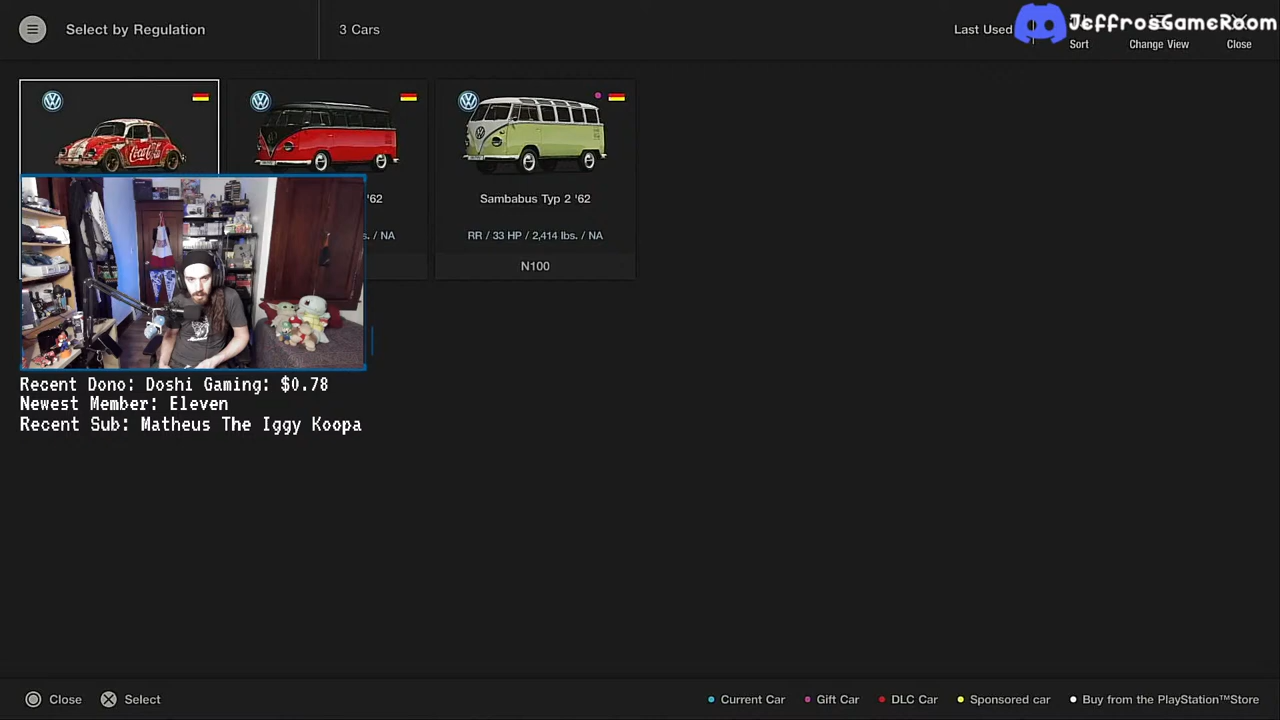 Select by Regulation
3 Cars
Last Used
JeffrosGameRoom
Sort
Change View
Close
Coca-Cola
'62
Sambabus Typ 2 '62
s. / NA
RR / 33 HP / 2,414 lbs. / NA
N100
Recent Dono: Doshi Gaming: $0.78
Newest Member: Eleven
Recent Sub: Matheus The Iggy Koopa
Close
Select
Current Car
Gift Car
DLC Car
Sponsored car
Buy from the PlayStation™Store